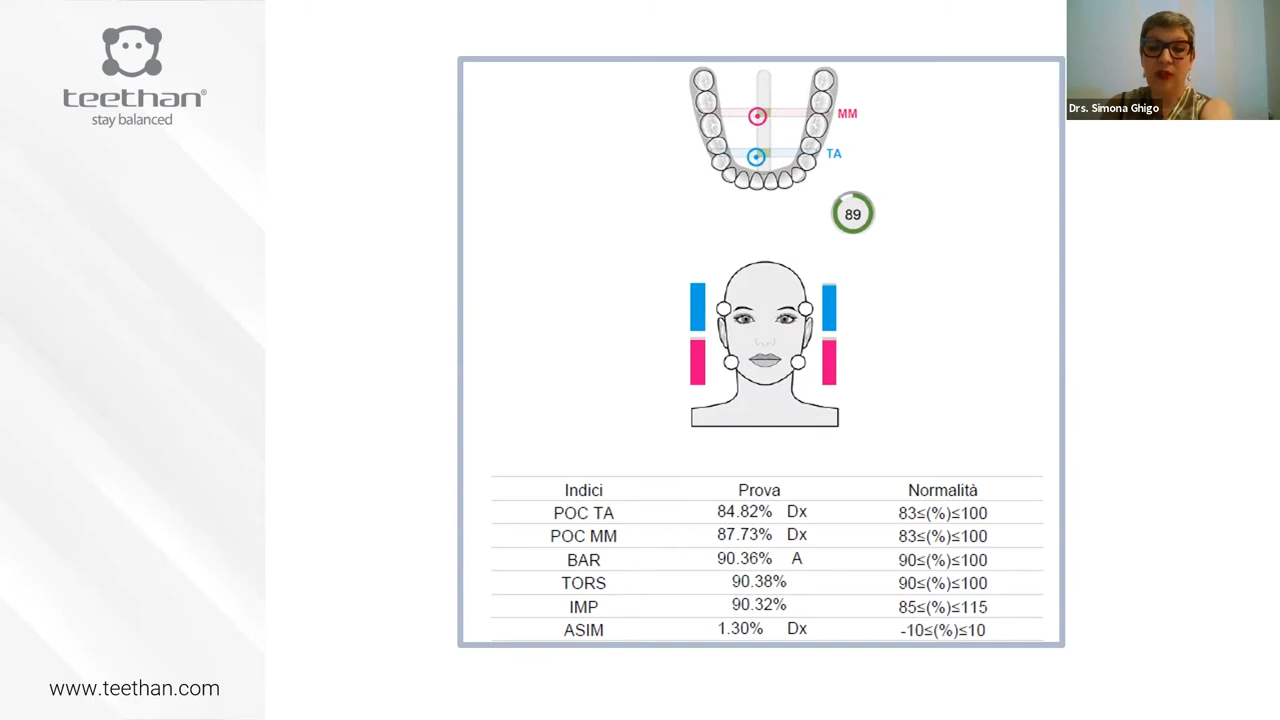 teethan®
stay balanced
MM
TA
89
Drs. Simona Ghigo
Indici Prova Normalità
POC TA 84.82% Dx 83≤(%)≤100
POC MM 87.73% Dx 83≤(%)≤100
BAR 90.36% A 90≤(%)≤100
TORS 90.38% 90≤(%)≤100
IMP 90.32% 85≤(%)≤115
ASIM 1.30% Dx -10≤(%)≤10
www.teethan.com